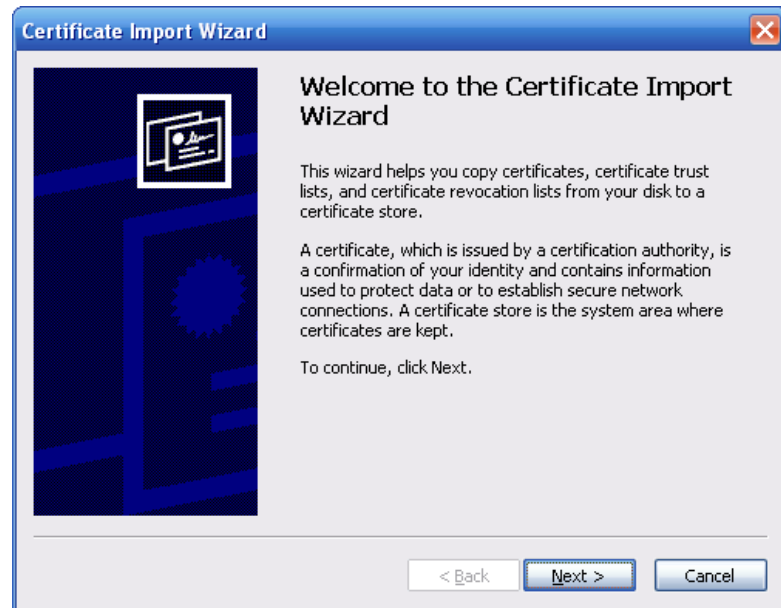 Certificate Import Wizard
Welcome to the Certificate Import
Wizard
This wizard helps you copy certificates, certificate trust
lists, and certificate revocation lists from your disk to a
certificate store.
A certificate, which is issued by a certification authority, is
a confirmation of your identity and contains information
used to protect data or to establish secure network
connections. A certificate store is the system area where
certificates are kept.
To continue, click Next.
< Back
Next >
Cancel